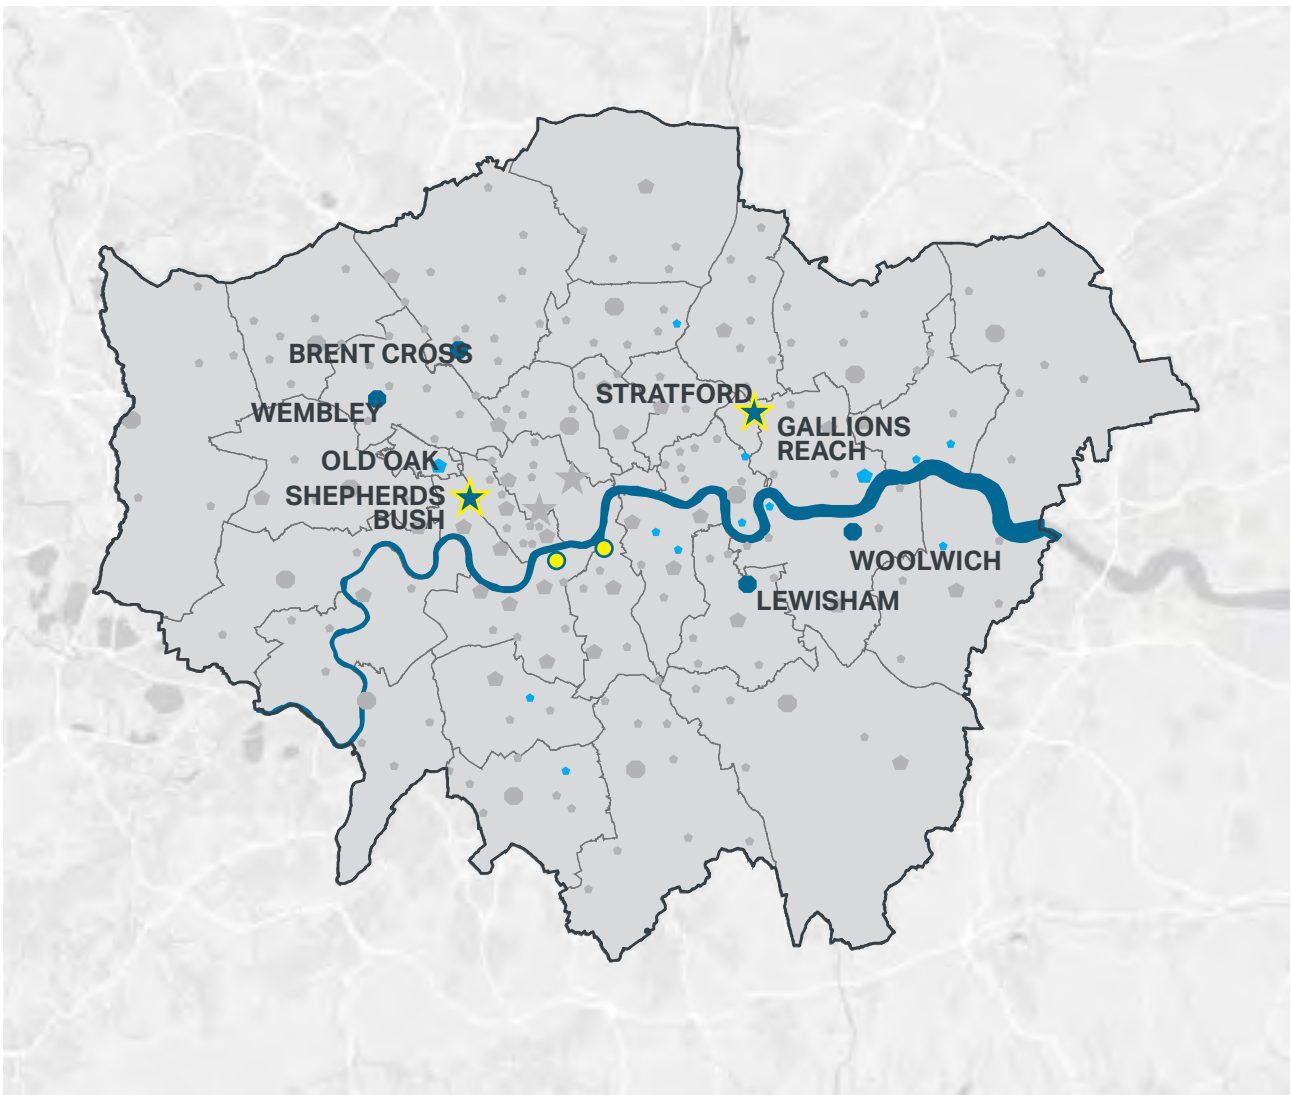 BRENT CROSS
STRATFORD
WEMBLEY
GALLIONS
REACH
OLD OAK
SHEPHERDS
BUSH
WOOLWICH
LEWISHAM